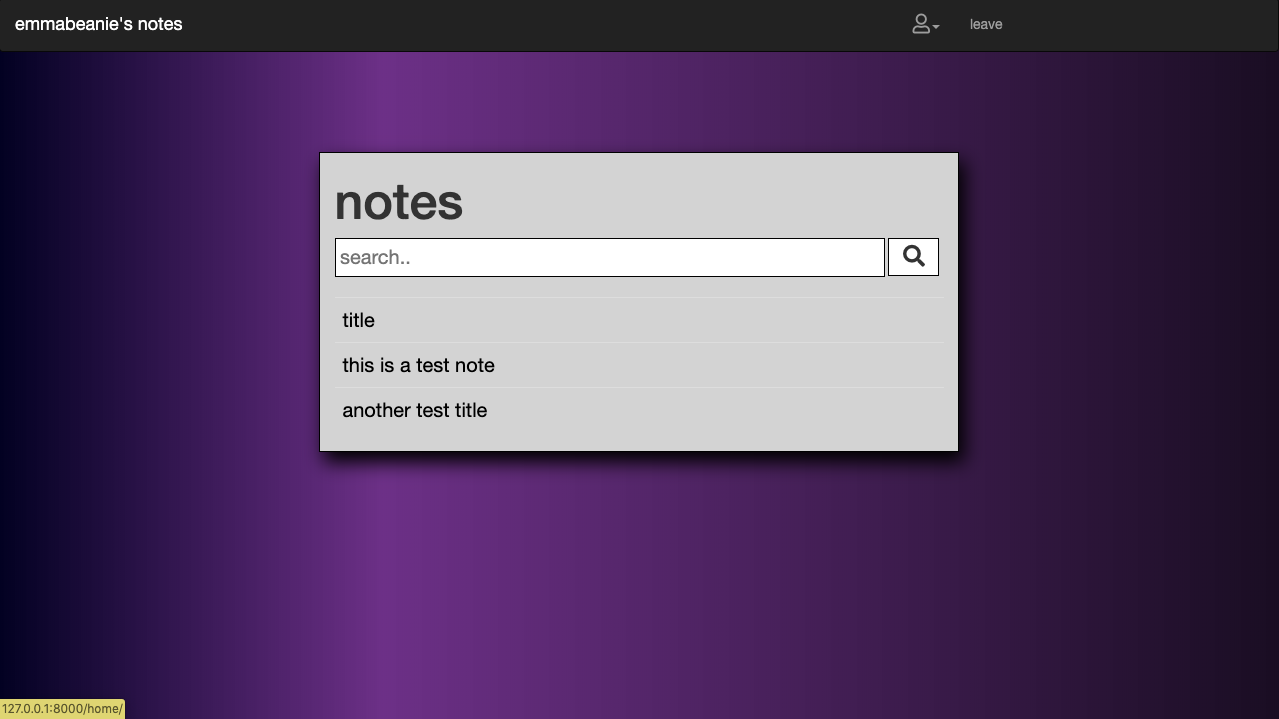 emmabeanie's notes
leave
notes
search..
title
this is a test note
another test title
127.0.0.1:8000/home/